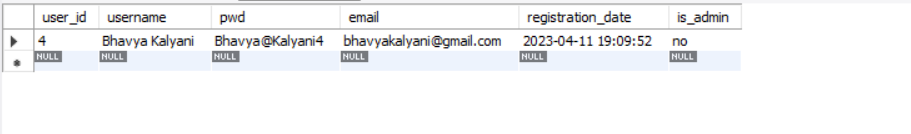 user_id username pwd email registration_date is_admin
4 Bhavya Kalyani Bhavya@Kalyani4 bhavyakalyani@gmail.com 2023-04-11 19:09:52 no
NULL NULL NULL NULL NULL NULL